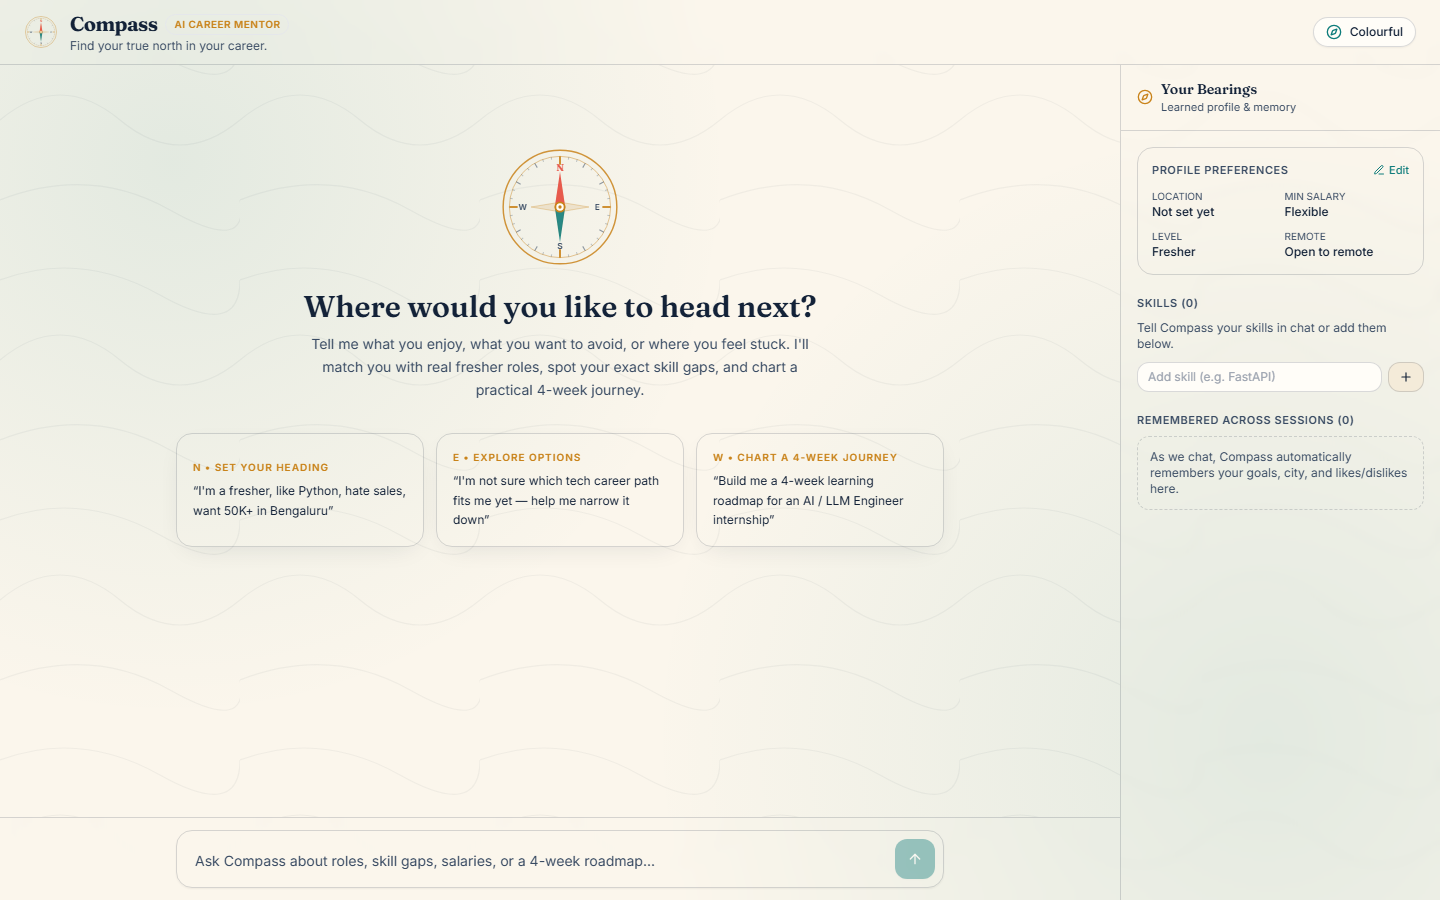 Compass
AI CAREER MENTOR
Find your true north in your career.
Colourful
N
W
E
S
Where would you like to head next?
Tell me what you enjoy, what you want to avoid, or where you feel stuck. I'll
match you with real fresher roles, spot your exact skill gaps, and chart a
practical 4-week journey.
N • SET YOUR HEADING
“I'm a fresher, like Python, hate sales,
want 50K+ in Bengaluru”
E • EXPLORE OPTIONS
“I'm not sure which tech career path
fits me yet — help me narrow it
down”
W • CHART A 4-WEEK JOURNEY
“Build me a 4-week learning
roadmap for an AI / LLM Engineer
internship”
Ask Compass about roles, skill gaps, salaries, or a 4-week roadmap...
Your Bearings
Learned profile & memory
PROFILE PREFERENCES
Edit
LOCATION
Not set yet
MIN SALARY
Flexible
LEVEL
Fresher
REMOTE
Open to remote
SKILLS (0)
Tell Compass your skills in chat or add them
below.
Add skill (e.g. FastAPI)
REMEMBERED ACROSS SESSIONS (0)
As we chat, Compass automatically
remembers your goals, city, and likes/dislikes
here.